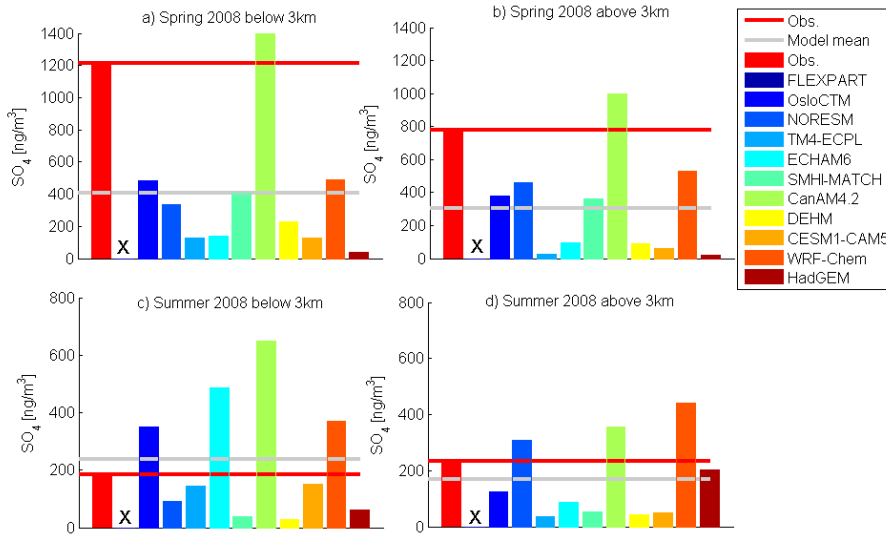 a) Spring 2008 below 3km
1400
1200
1000
800
600
400
200
0
SO4 [ng/m3]
X
b) Spring 2008 above 3km
1400
1200
1000
800
600
400
200
0
SO4 [ng/m3]
X
Obs.
Model mean
Obs.
FLEXPART
OsloCTM
NORESM
TM4-ECPL
ECHAM6
SMHI-MATCH
CanAM4.2
DEHM
CESM1-CAM5
WRF-Chem
HadGEM
c) Summer 2008 below 3km
800
600
400
200
0
SO4 [ng/m3]
X
d) Summer 2008 above 3km
800
600
400
200
0
SO4 [ng/m3]
X